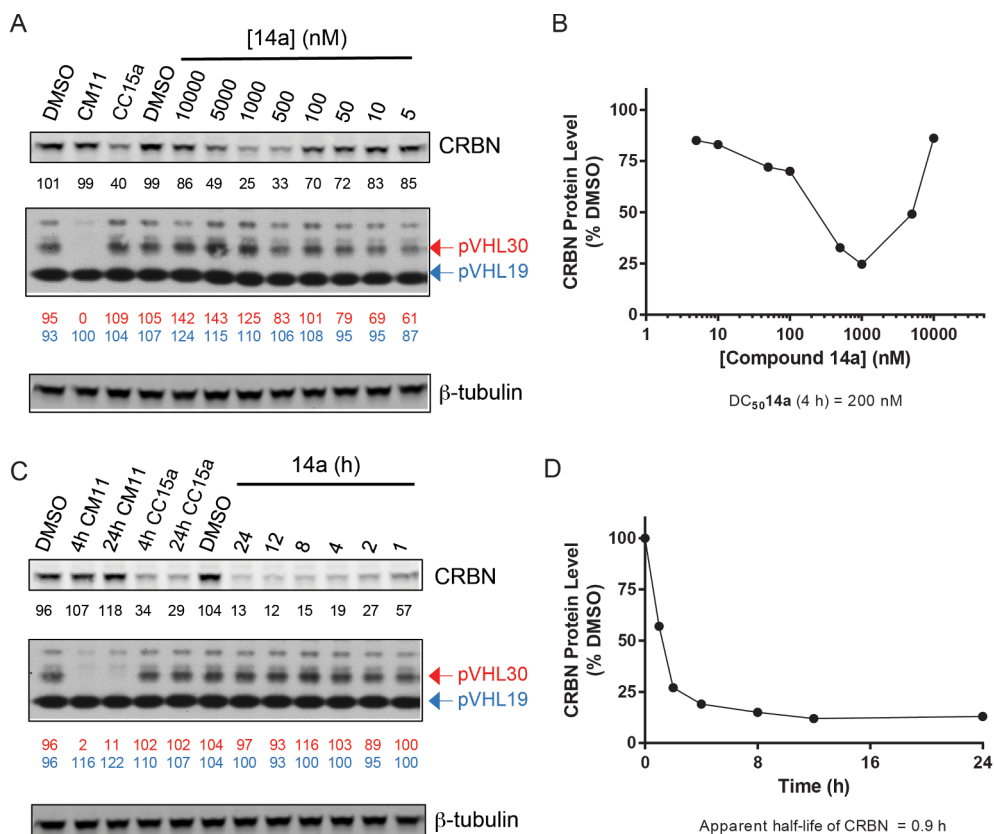 A
[14a] (nM)
DMSO CM11 CC15a DMSO 10000 5000 1000 500 100 50 10 5
CRBN
101 99 40 99 86 49 25 33 70 72 83 85
pVHL30
pVHL19
95 0 109 105 142 143 125 83 101 79 69 61
93 100 104 107 124 115 110 106 108 95 95 87
β-tubulin
B
CRBN Protein Level
(% DMSO)
100
75
50
25
0
1 10 100 1000 10000
[Compound 14a] (nM)
DC50 14a (4 h) = 200 nM
C
14a (h)
DMSO 4h CM11 24h CM11 4h CC15a 24h CC15a DMSO 24 12 8 4 2 1
CRBN
96 107 118 34 29 104 13 12 15 19 27 57
pVHL30
pVHL19
96 2 11 102 102 104 97 93 116 103 89 100
96 116 122 110 107 104 100 93 100 100 95 100
β-tubulin
D
CRBN Protein Level
(% DMSO)
100
75
50
25
0
0 8 16 24
Time (h)
Apparent half-life of CRBN = 0.9 h